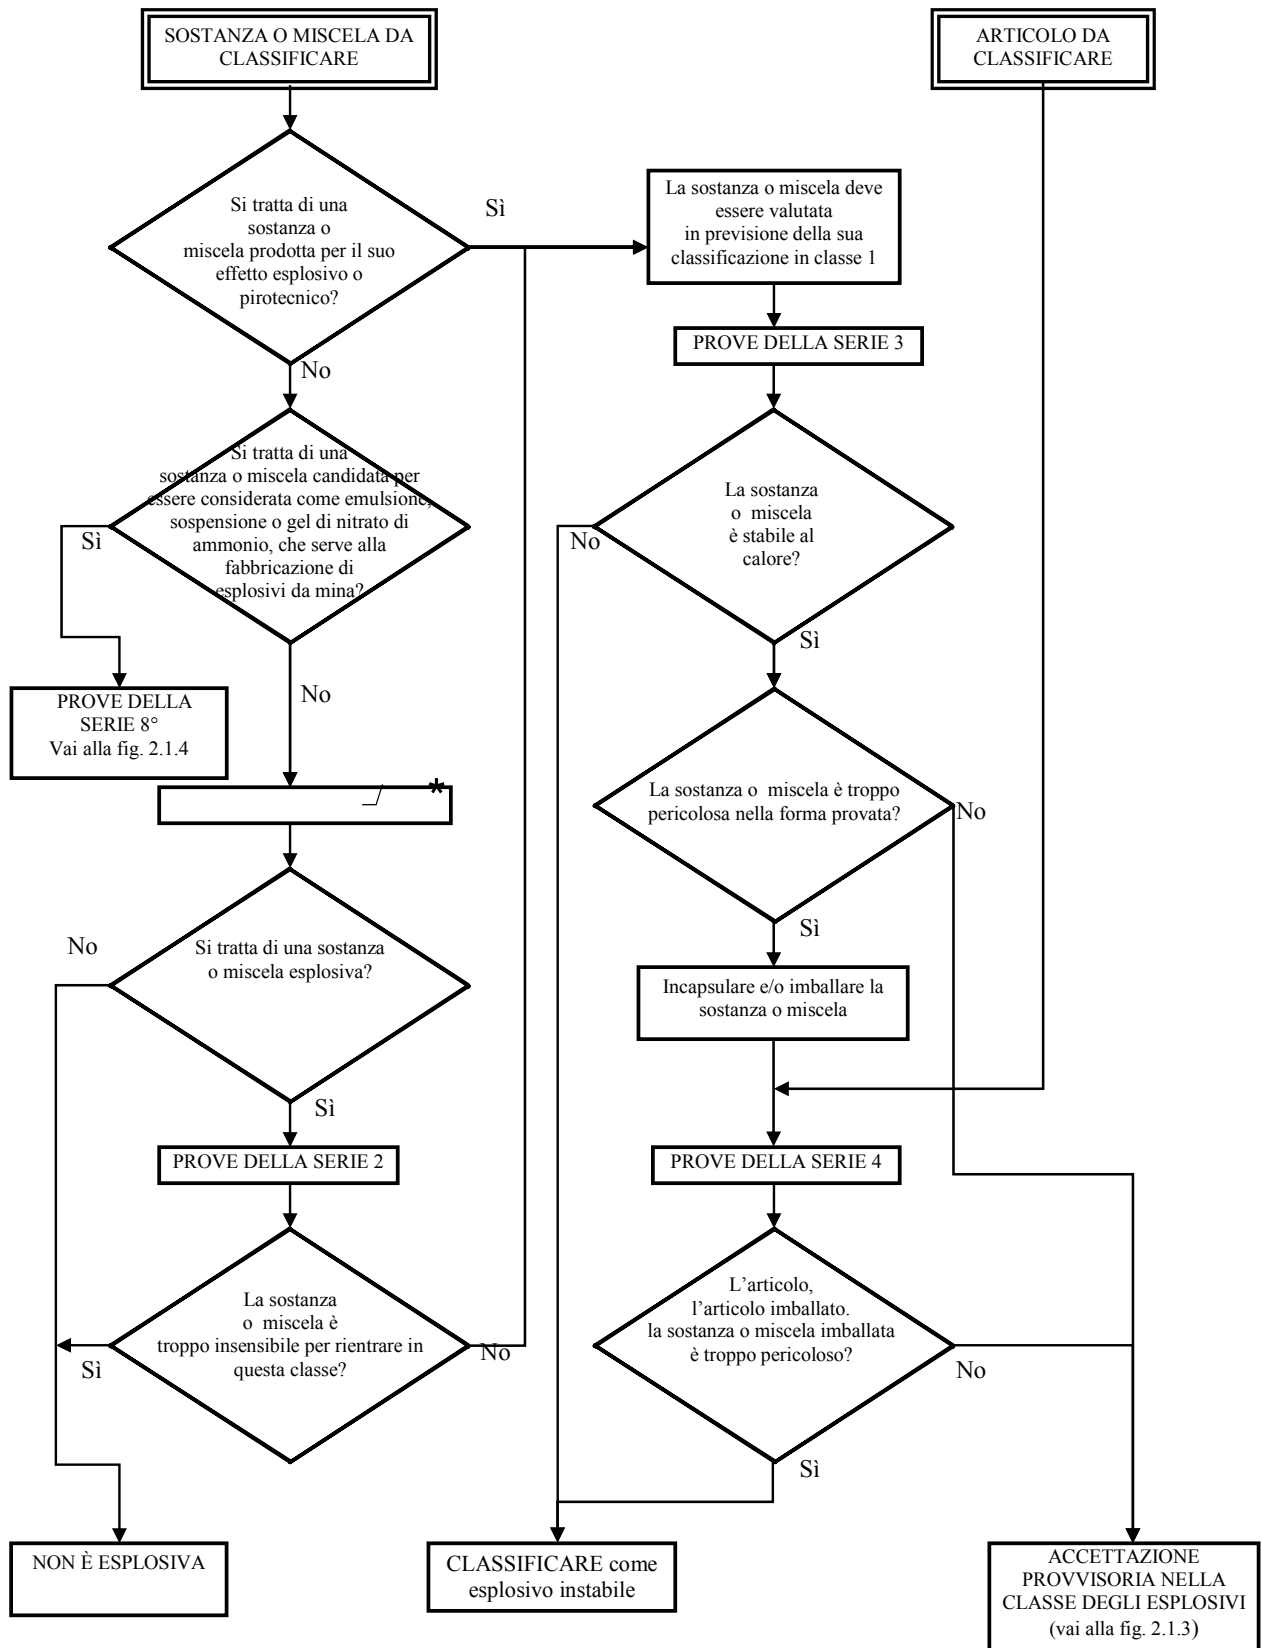 SOSTANZA O MISCELA DA
CLASSIFICARE
ARTICOLO DA
CLASSIFICARE
Si tratta di una
sostanza o
miscela prodotta per il suo
effetto esplosivo o
pirotecnico?
Sì
La sostanza o miscela deve
essere valutata
in previsione della sua
classificazione in classe 1
PROVE DELLA SERIE 3
No
Si tratta di una
sostanza o miscela candidata per
essere considerata come emulsione,
sospensione o gel di nitrato di
ammonio, che serve alla
fabbricazione di
esplosivi da mina?
Sì
La sostanza
o miscela
è stabile al
calore?
No
Sì
PROVE DELLA
SERIE 8°
Vai alla fig. 2.1.4
No
*
La sostanza o miscela è troppo
pericolosa nella forma provata?
No
Sì
Si tratta di una sostanza
o miscela esplosiva?
No
Sì
Incapsulare e/o imballare la
sostanza o miscela
PROVE DELLA SERIE 2
PROVE DELLA SERIE 4
La sostanza
o miscela è
troppo insensibile per rientrare in
questa classe?
Sì
No
L'articolo,
l'articolo imballato.
la sostanza o miscela imballata
è troppo pericoloso?
No
Sì
NON È ESPLOSIVA
CLASSIFICARE come
esplosivo instabile
ACCETTAZIONE
PROVVISORIA NELLA
CLASSE DEGLI ESPLOSIVI
(vai alla fig. 2.1.3)